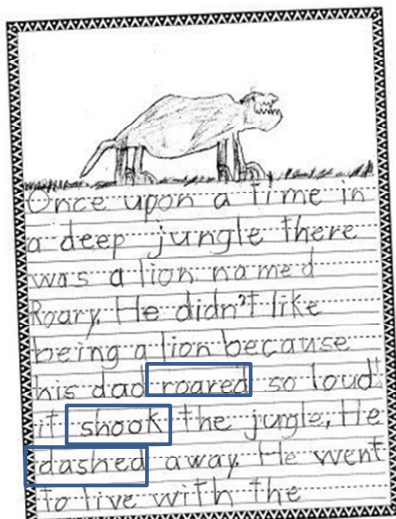 Once upon a time in
a deep jungle there
was a lion named
Roary. He didn't like
being a lion because
his dad roared so loud
it shook the jugle. He
dashed away. He went
to live with the